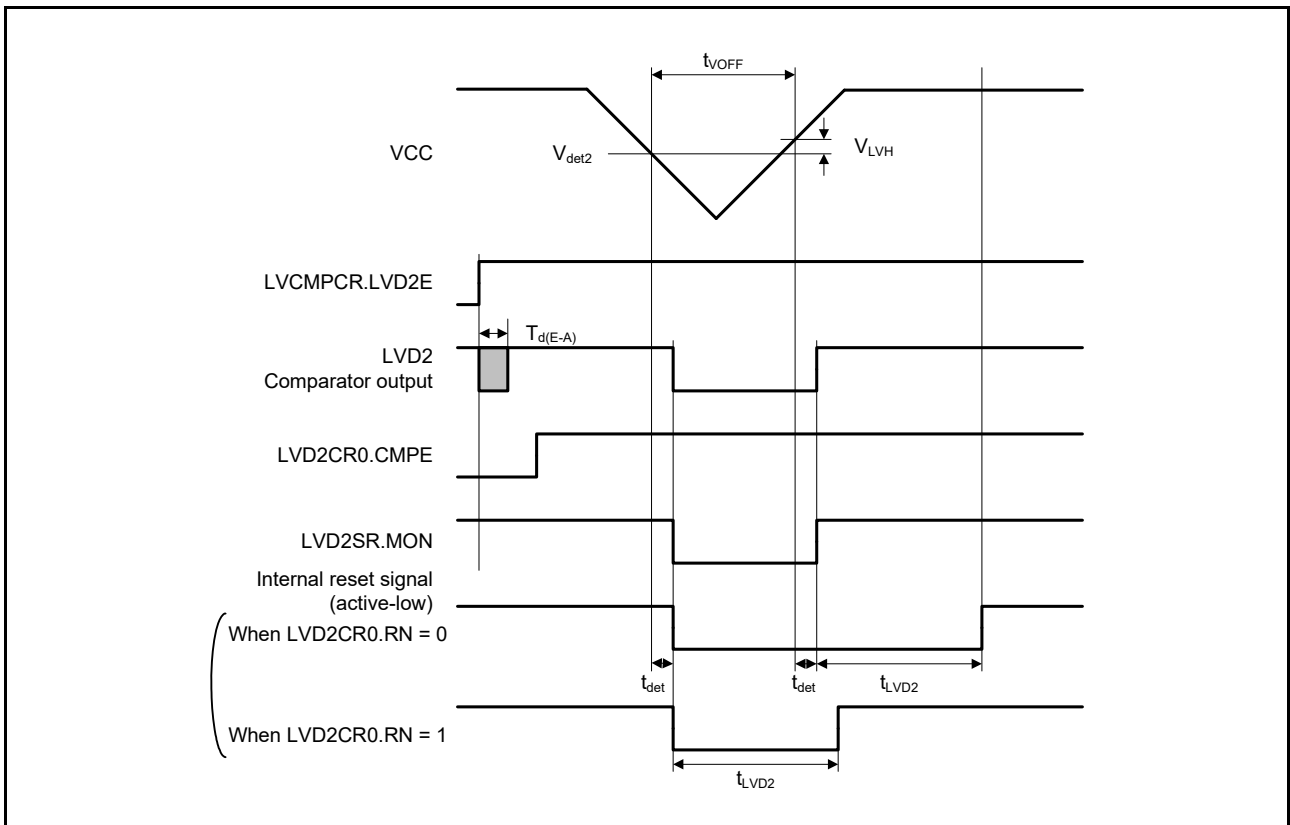 tVOFF
VCC
Vdet2
VLVH
LVCMPCR.LVD2E
Td(E-A)
LVD2
Comparator output
LVD2CR0.CMPE
LVD2SR.MON
Internal reset signal
(active-low)
When LVD2CR0.RN = 0
tdet
tdet
tLVD2
When LVD2CR0.RN = 1
tLVD2